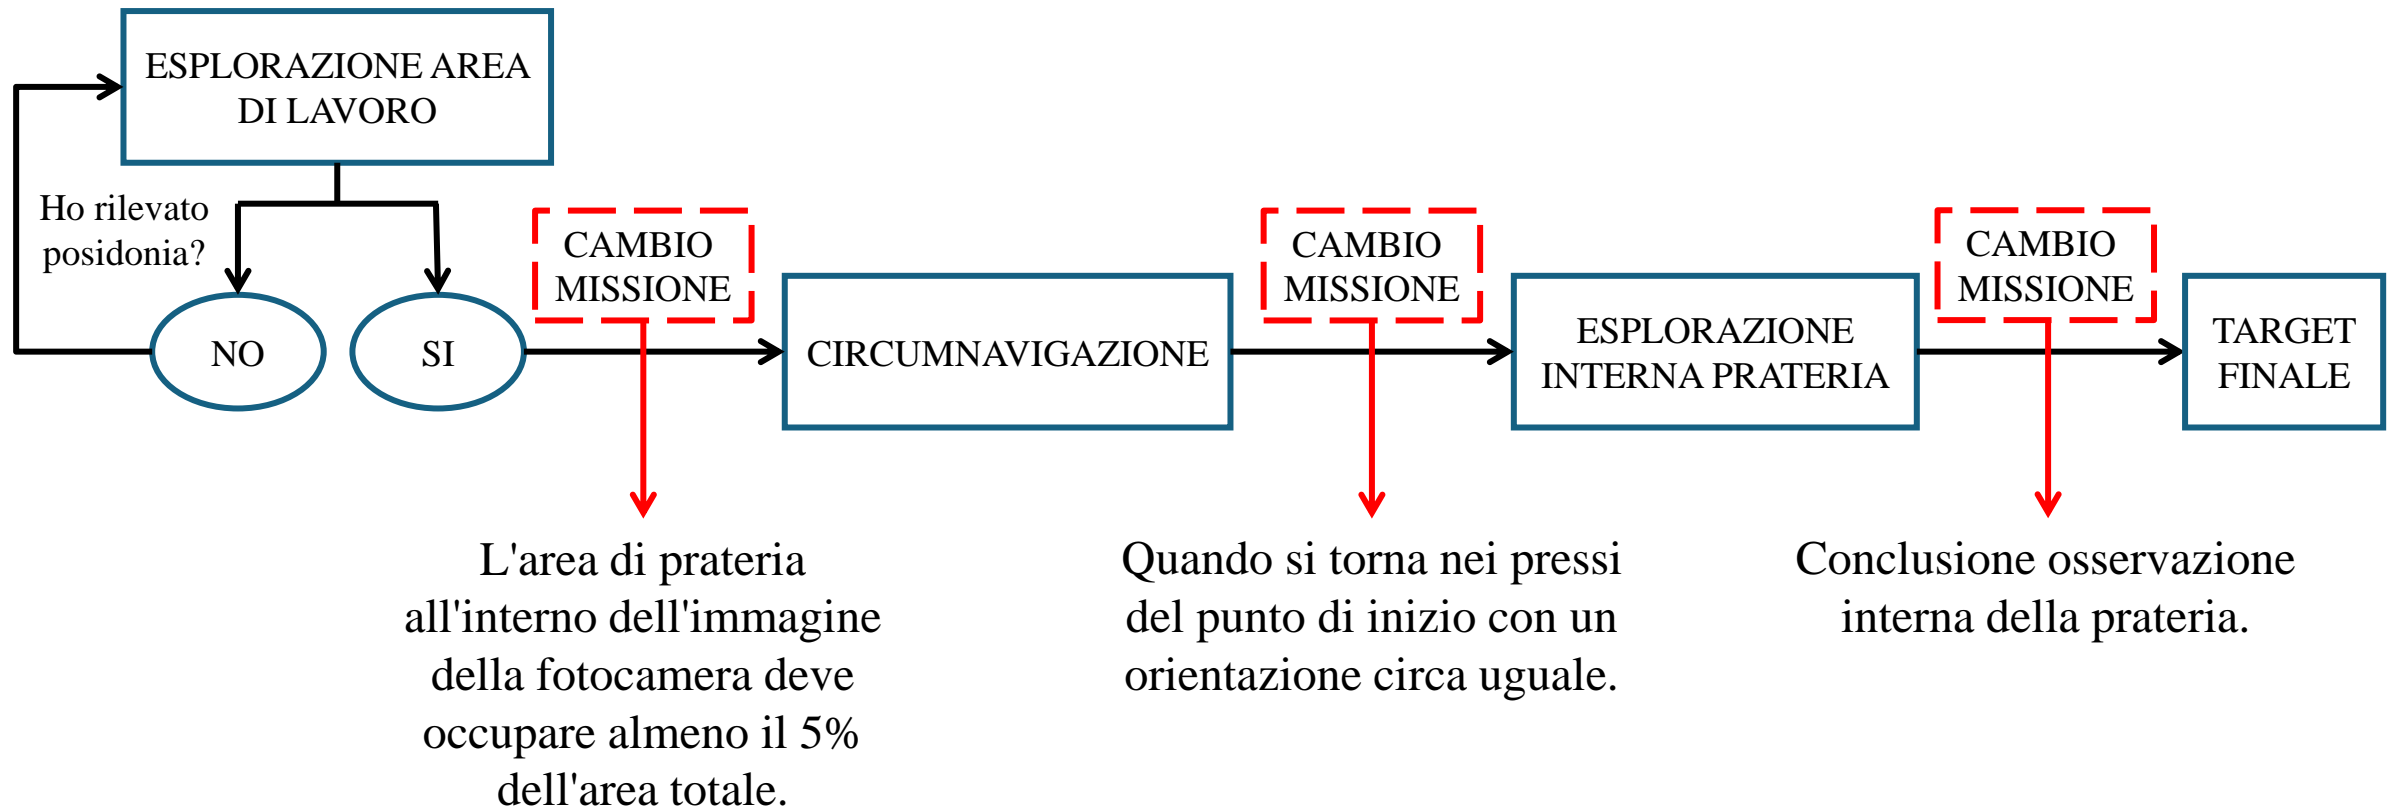 ESPLORAZIONE AREA
DI LAVORO
Ho rilevato
posidonia?
NO
SI
CAMBIO
MISSIONE
CIRCUMNAVIGAZIONE
CAMBIO
MISSIONE
ESPLORAZIONE
INTERNA PRATERIA
CAMBIO
MISSIONE
TARGET
FINALE
L'area di prateria
all'interno dell'immagine
della fotocamera deve
occupare almeno il 5%
dell'area totale.
Quando si torna nei pressi
del punto di inizio con un
orientazione circa uguale.
Conclusione osservazione
interna della prateria.